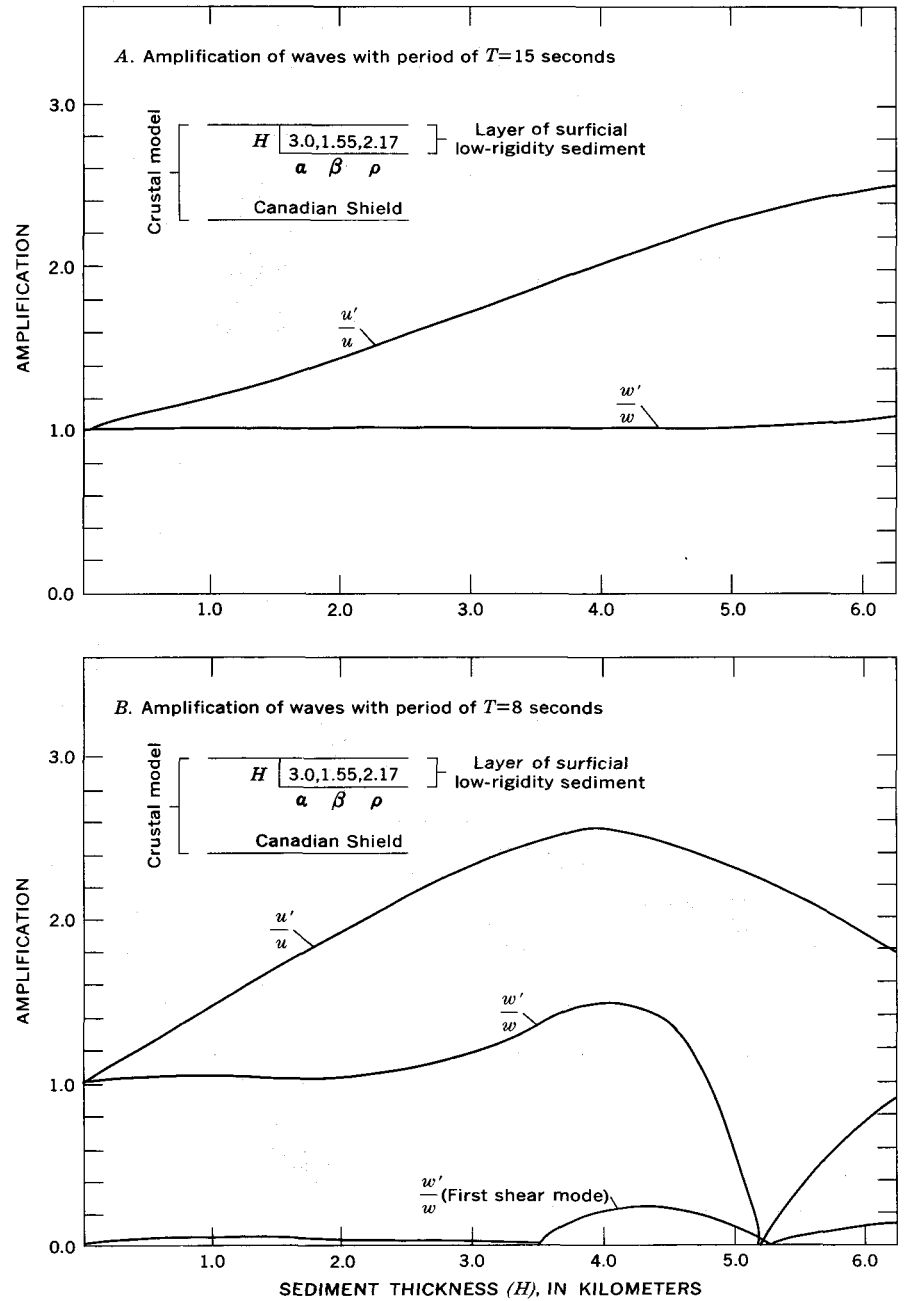 A. Amplification of waves with period of T=15 seconds
Crustal model
H 3.0,1.55,2.17
α β ρ
Layer of surficial
low-rigidity sediment
Canadian Shield
AMPLIFICATION
3.0
2.0
1.0
0.0
u'
u
w'
w
1.0 2.0 3.0 4.0 5.0 6.0
B. Amplification of waves with period of T=8 seconds
Crustal model
H 3.0,1.55,2.17
α β ρ
Layer of surficial
low-rigidity sediment
Canadian Shield
AMPLIFICATION
3.0
2.0
1.0
0.0
u'
u
w'
w
w'
w (First shear mode)
1.0 2.0 3.0 4.0 5.0 6.0
SEDIMENT THICKNESS (H), IN KILOMETERS